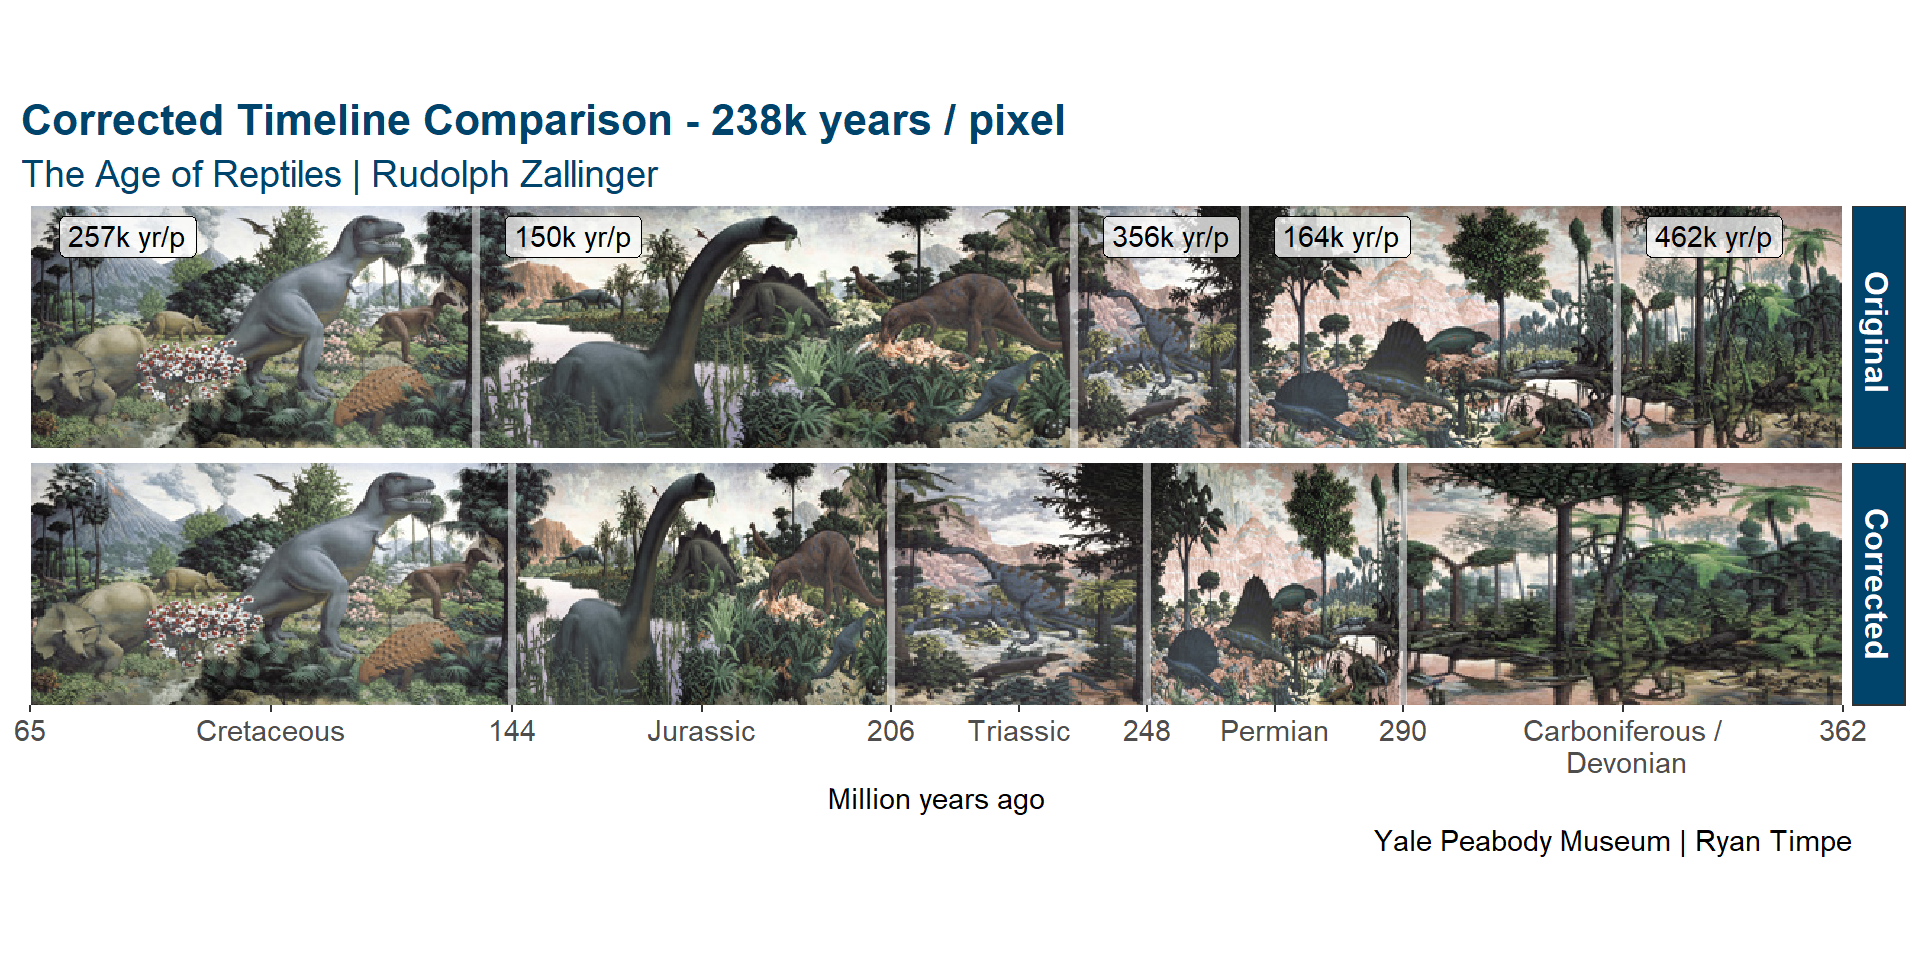 Corrected Timeline Comparison - 238k years / pixel
The Age of Reptiles | Rudolph Zallinger
257k yr/p
150k yr/p
356k yr/p
164k yr/p
462k yr/p
Original
Corrected
65
Cretaceous
144
Jurassic
206
Triassic
248
Permian
290
Carboniferous /
Devonian
362
Million years ago
Yale Peabody Museum | Ryan Timpe